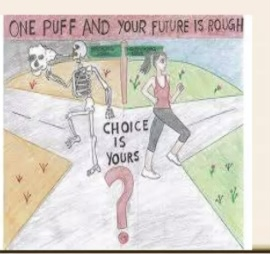 ONE PUFF AND YOUR FUTURE IS ROUGH
CHOICE
IS
YOURS
?